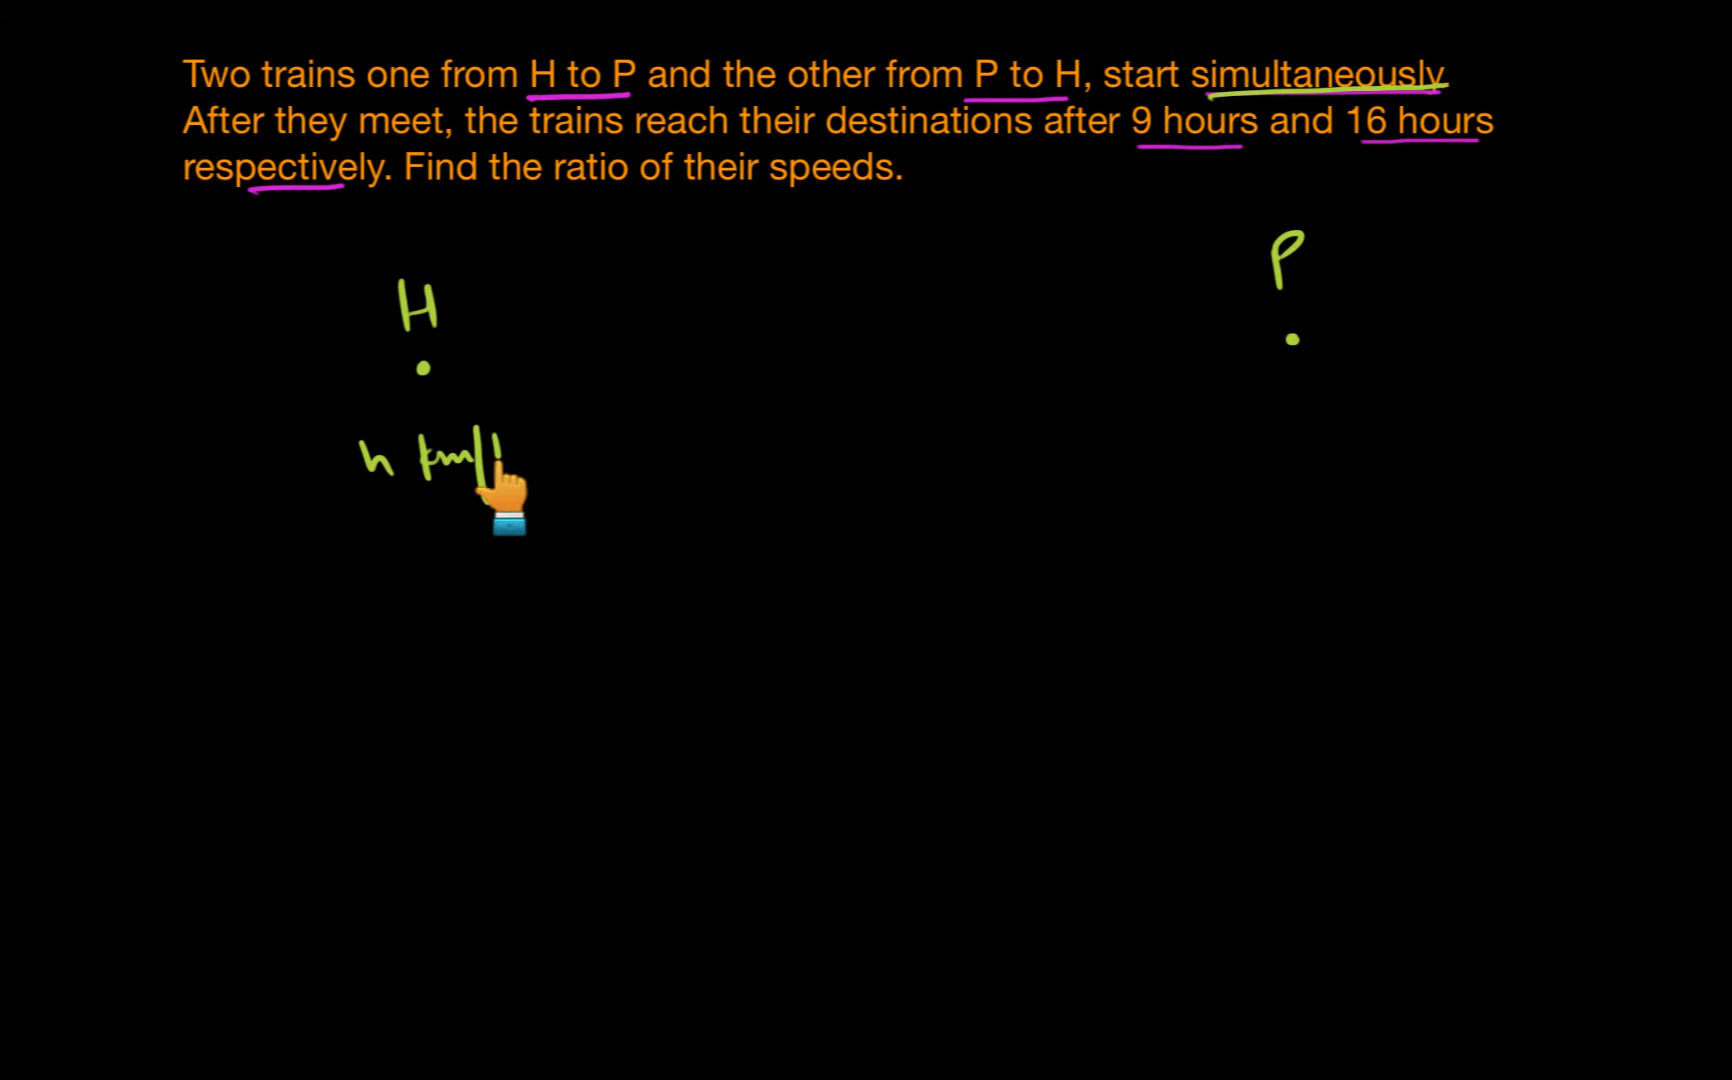 Two trains one from H to P and the other from P to H, start simultaneously
After they meet, the trains reach their destinations after 9 hours and 16 hours
respectively. Find the ratio of their speeds.
P
H
h km/